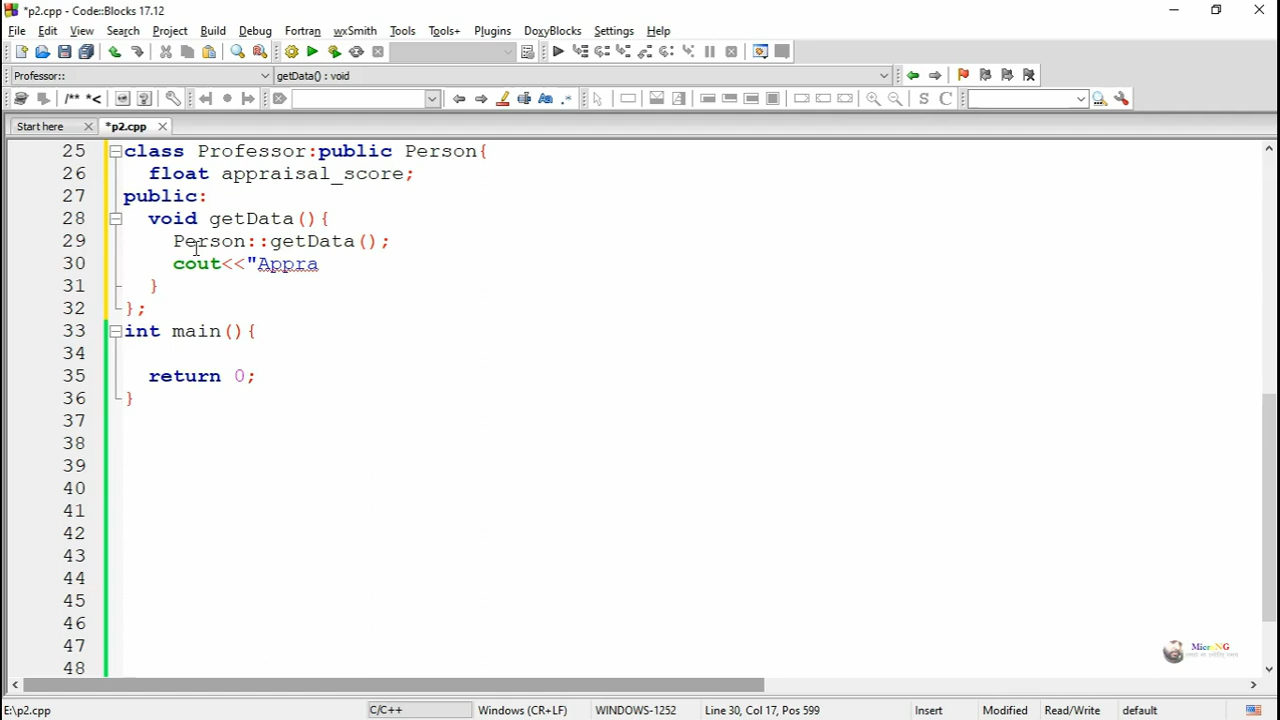 *p2.cpp - Code::Blocks 17.12
File Edit View Search Project Build Debug Fortran wxSmith Tools Tools+ Plugins DoxyBlocks Settings Help
Professor:: getData() : void
/** *<
S C
Start here *p2.cpp
25 class Professor:public Person{
26 float appraisal_score;
27 public:
28 void getData(){
29 Person::getData();
30 cout<<"Appra
31 }
32 };
33 int main(){
34
35 return 0;
36 }
37
38
39
40
41
42
43
44
45
46
47
48
MicroNG
E:\p2.cpp C/C++ Windows (CR+LF) WINDOWS-1252 Line 30, Col 17, Pos 599 Insert Modified Read/Write default